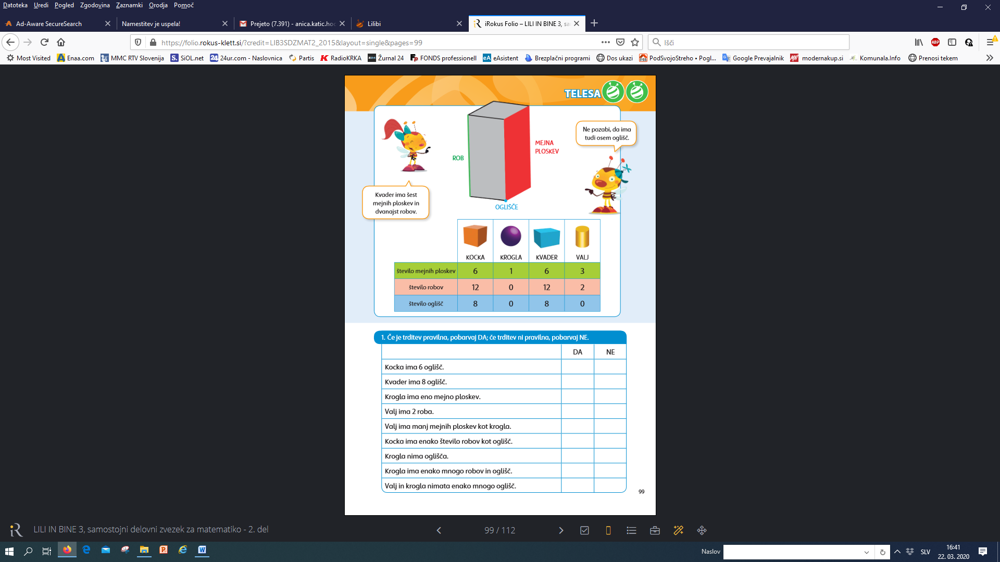 Datoteka Uredi Pogled Zgodovina Zaznamki Orodja Pomoč
Ad-Aware SecureSearch
Namestitev je uspela!
Prejeto (7.391) - anica.katic.hoc
Lilibi
iRokus Folio – LILI IN BINE 3, sa
https://folio.rokus-klett.si/?credit=LIB3SDZMAT2_2015&layout=single&pages=99
Išči
Most Visited Enaa.com MMC RTV Slovenija SiOL.net 24ur.com - Naslovnica Partis RadioKRKA Žurnal 24 FONDS professionell eAsistent Brezplačni programi Dos ukazi PodSvojoStreho • Pogl... Google Prevajalnik modernakup.si Komunala.Info Prenosi tekem
TELESA
Ne pozabi, da ima
tudi osem oglišč.
MEJNA
PLOSKEV
ROB
Kvader ima šest
mejnih ploskev in
dvanajst robov.
OGLIŠČE
KOCKA KROGLA KVADER VALJ
število mejnih ploskev 6 1 6 3
število robov 12 0 12 2
število oglišč 8 0 8 0
1. Če je trditev pravilna, pobarvaj DA; če trditev ni pravilna, pobarvaj NE.
DA NE
Kocka ima 6 oglišč.
Kvader ima 8 oglišč.
Krogla ima eno mejno ploskev.
Valj ima 2 roba.
Valj ima manj mejnih ploskev kot krogla.
Kocka ima enako število robov kot oglišč.
Krogla nima oglišča.
Krogla ima enako mnogo robov in oglišč.
Valj in krogla nimata enako mnogo oglišč.
99
iR
LILI IN BINE 3, samostojni delovni zvezek za matematiko - 2. del
99 / 112
Naslov
SLV
16:41
22. 03. 2020